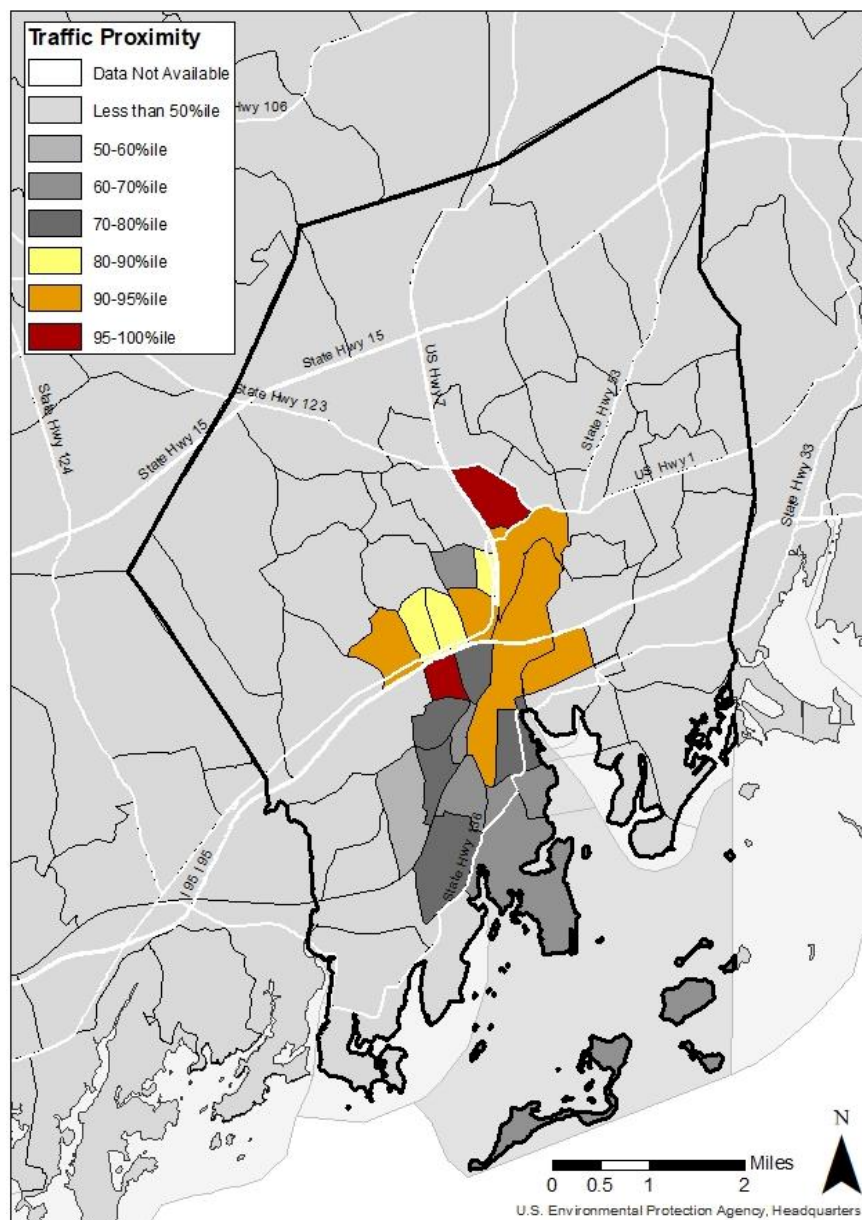 Traffic Proximity
Data Not Available
Less than 50%ile
50-60%ile
60-70%ile
70-80%ile
80-90%ile
90-95%ile
95-100%ile
Hwy 106
State Hwy 15
State Hwy 123
US Hwy 7
State Hwy 53
State Hwy 124
State Hwy 15
US Hwy 1
State Hwy 33
State Hwy 136
I 95 I 95
N
Miles
0 0.5 1 2
U.S. Environmental Protection Agency, Headquarters